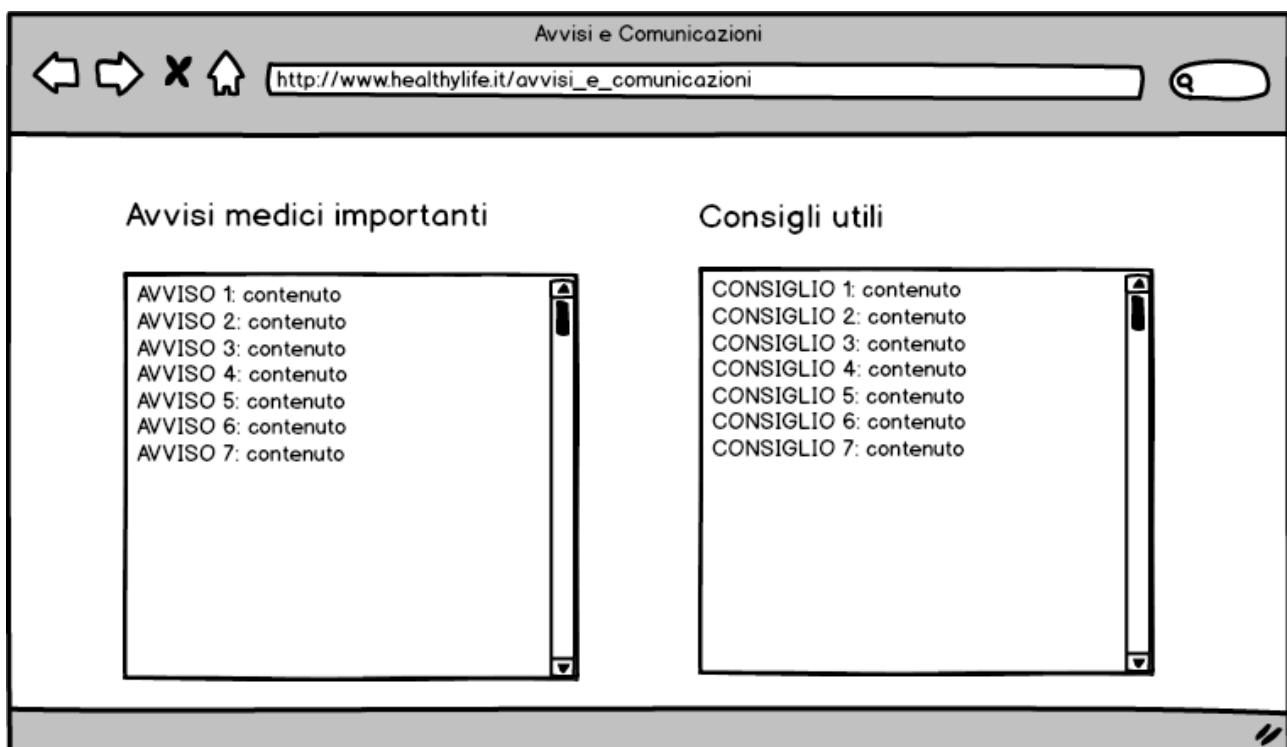 Avvisi e Comunicazioni
http://www.healthylife.it/avvisi_e_comunicazioni
Avvisi medici importanti
AVVISO 1: contenuto
AVVISO 2: contenuto
AVVISO 3: contenuto
AVVISO 4: contenuto
AVVISO 5: contenuto
AVVISO 6: contenuto
AVVISO 7: contenuto
Consigli utili
CONSIGLIO 1: contenuto
CONSIGLIO 2: contenuto
CONSIGLIO 3: contenuto
CONSIGLIO 4: contenuto
CONSIGLIO 5: contenuto
CONSIGLIO 6: contenuto
CONSIGLIO 7: contenuto